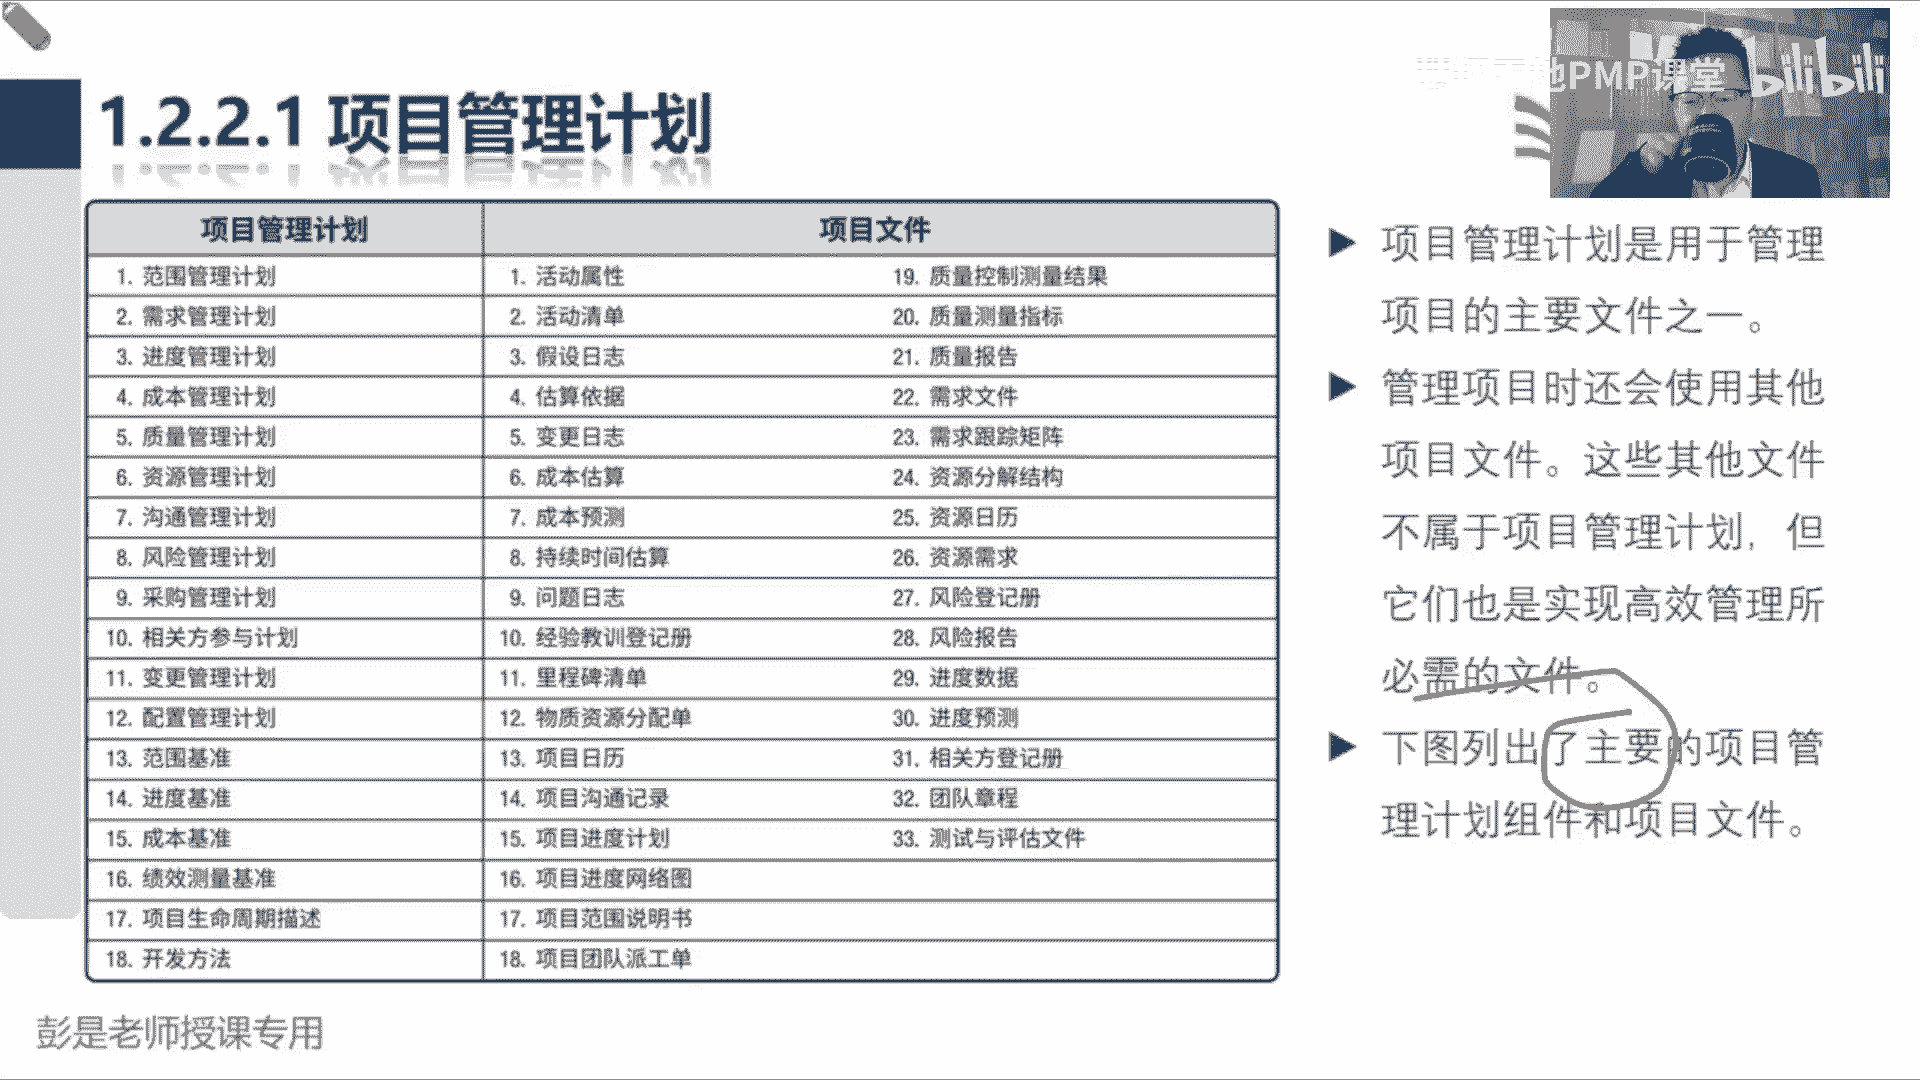 地PMP课堂 bilibili
1.2.2.1 项目管理计划
项目管理计划 项目文件
1. 范围管理计划 1. 活动属性 19. 质量控制测量结果
2. 需求管理计划 2. 活动清单 20. 质量测量指标
3. 进度管理计划 3. 假设日志 21. 质量报告
4. 成本管理计划 4. 估算依据 22. 需求文件
5. 质量管理计划 5. 变更日志 23. 需求跟踪矩阵
6. 资源管理计划 6. 成本估算 24. 资源分解结构
7. 沟通管理计划 7. 成本预测 25. 资源日历
8. 风险管理计划 8. 持续时间估算 26. 资源需求
9. 采购管理计划 9. 问题日志 27. 风险登记册
10. 相关方参与计划 10. 经验教训登记册 28. 风险报告
11. 变更管理计划 11. 里程碑清单 29. 进度数据
12. 配置管理计划 12. 物质资源分配单 30. 进度预测
13. 范围基准 13. 项目日历 31. 相关方登记册
14. 进度基准 14. 项目沟通记录 32. 团队章程
15. 成本基准 15. 项目进度计划 33. 测试与评估文件
16. 绩效测量基准 16. 项目进度网络图
17. 项目生命周期描述 17. 项目范围说明书
18. 开发方法 18. 项目团队派工单
项目管理计划是用于管理
项目的主要文件之一。
管理项目时还会使用其他
项目文件。这些其他文件
不属于项目管理计划，但
它们也是实现高效管理所
必需的文件。
下图列出了主要的项目管
理计划组件和项目文件。
彭是老师授课专用